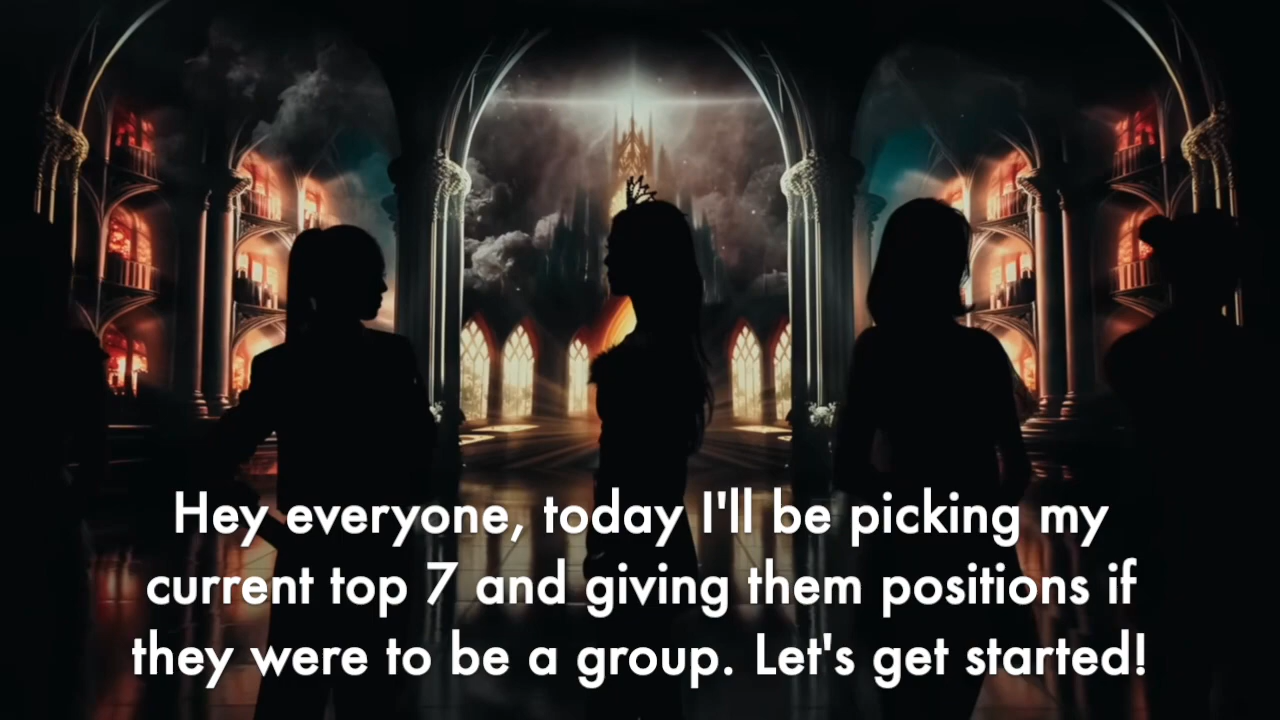 Hey everyone, today I'll be picking my
current top 7 and giving them positions if
they were to be a group. Let's get started!